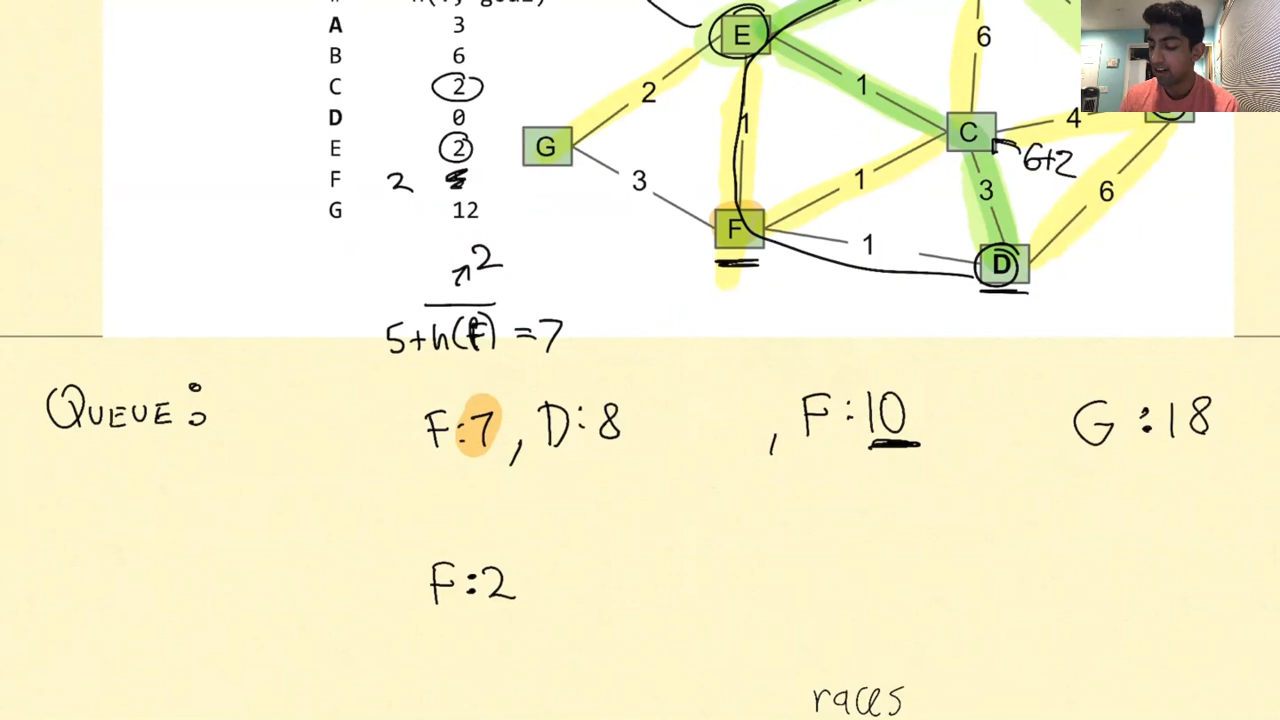 A 3
B 6
C 2
D 0
E 2
F 2
G 12
E
6
2
1
1
C
4
G
6+2
3
1
3
6
F
1
D
2
5+h(F) =7
QUEUE:
F:7, D:8
, F:10
G:18
F:2
races